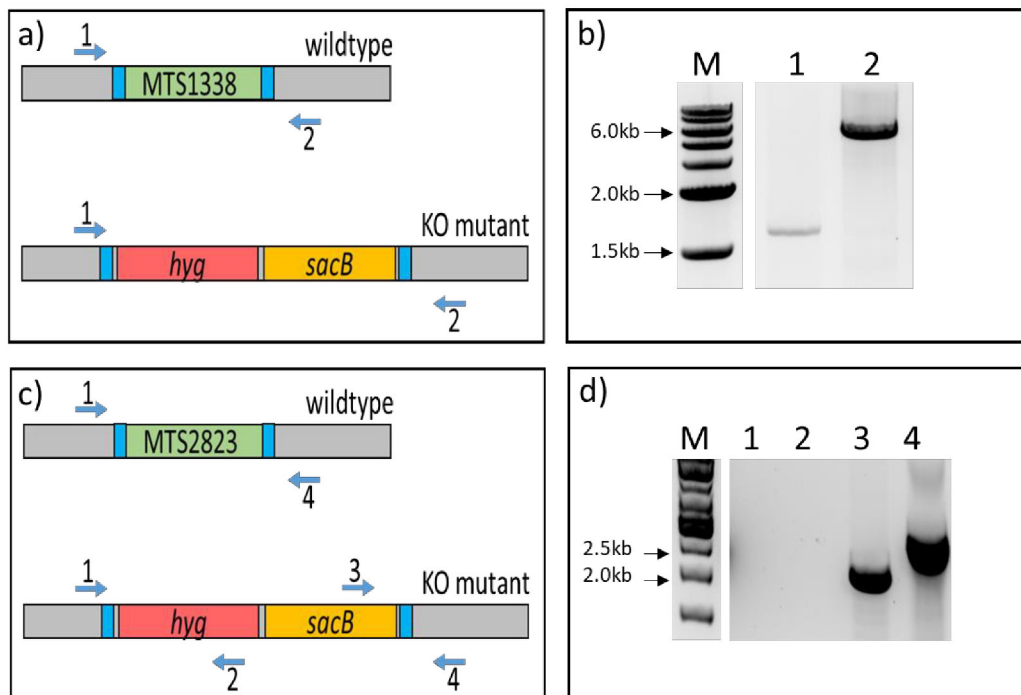 a)
1
wildtype
MTS1338
2
1
KO mutant
hyg
sacB
2
b)
M
1
2
6.0kb
2.0kb
1.5kb
c)
1
wildtype
MTS2823
4
1
3
KO mutant
hyg
sacB
2
4
d)
M
1
2
3
4
2.5kb
2.0kb